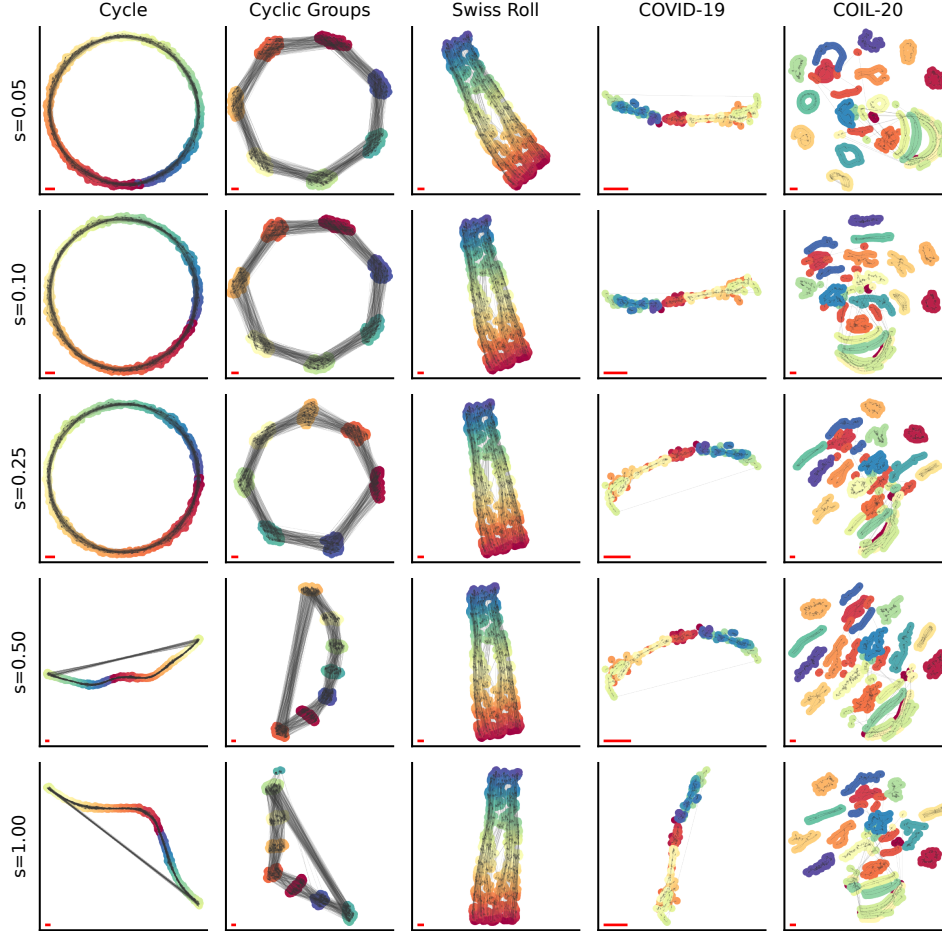 Cycle Cyclic Groups Swiss Roll COVID-19 COIL-20
s=0.05
s=0.10
s=0.25
s=0.50
s=1.00